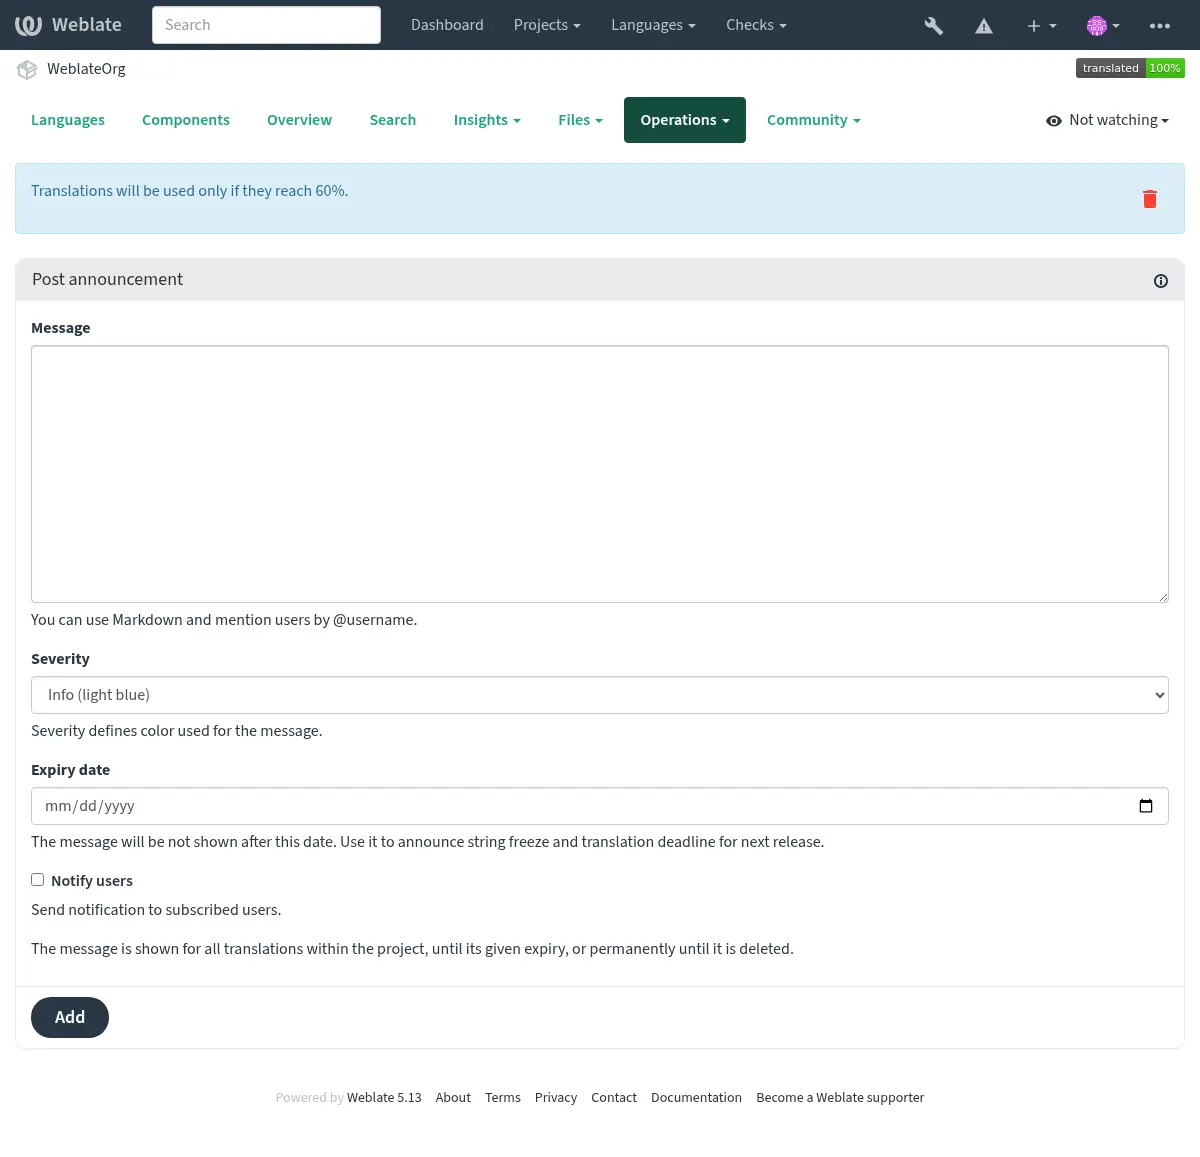 Weblate
Search
Dashboard
Projects
Languages
Checks
WeblateOrg
translated 100%
Languages
Components
Overview
Search
Insights
Files
Operations
Community
Not watching
Translations will be used only if they reach 60%.
Post announcement
Message
You can use Markdown and mention users by @username.
Severity
Info (light blue)
Severity defines color used for the message.
Expiry date
mm/dd/yyyy
The message will be not shown after this date. Use it to announce string freeze and translation deadline for next release.
Notify users
Send notification to subscribed users.
The message is shown for all translations within the project, until its given expiry, or permanently until it is deleted.
Add
Powered by Weblate 5.13 About Terms Privacy Contact Documentation Become a Weblate supporter